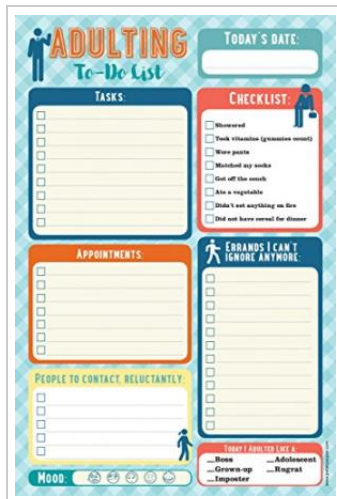 ADULTING
To-Do List
TODAY'S DATE:
TASKS:
CHECKLIST:
Showered
Took vitamins (gummies count)
Wore pants
Matched my socks
Got off the couch
Ate a vegetable
Didn't set anything on fire
Did not have cereal for dinner
APPOINTMENTS:
ERRANDS I CAN'T
IGNORE ANYMORE:
PEOPLE TO CONTACT, RELUCTANTLY:
MOOD:
TODAY I ADULTED LIKE A:
Boss
Adolescent
Grown-up
Rugrat
Imposter